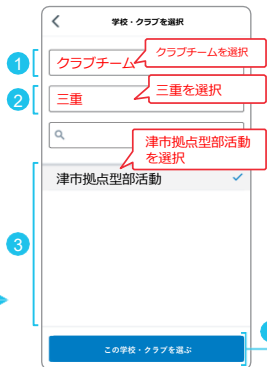 学校・クラブを選択
1
クラブチーム
クラブチームを選択
2
三重
三重を選択
津市拠点型部活動
を選択
3
津市拠点型部活動
この学校・クラブを選ぶ